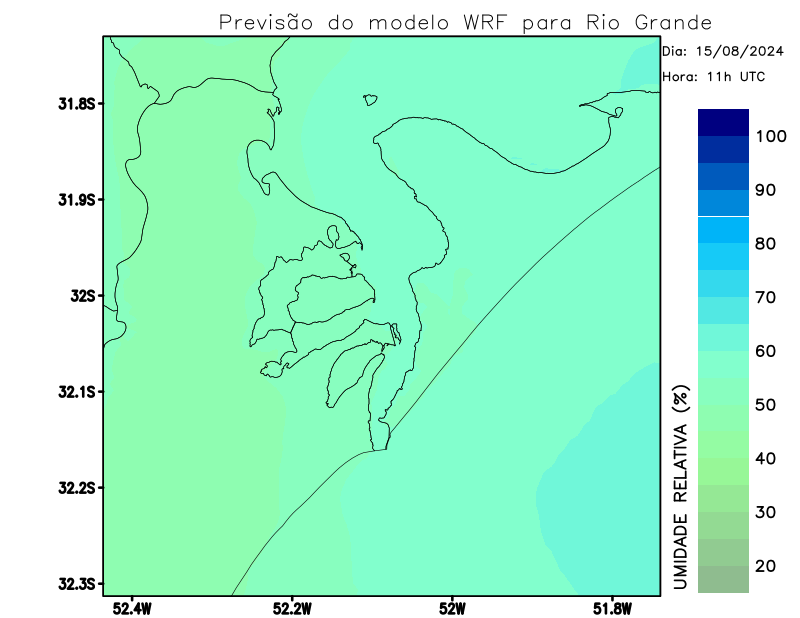 Previsão do modelo WRF para Rio Grande
Dia: 15/08/2024
Hora: 11h UTC
31.8S
31.9S
32S
32.1S
32.2S
32.3S
52.4W
52.2W
52W
51.8W
100
90
80
70
60
50
40
30
20
UMIDADE RELATIVA (%)